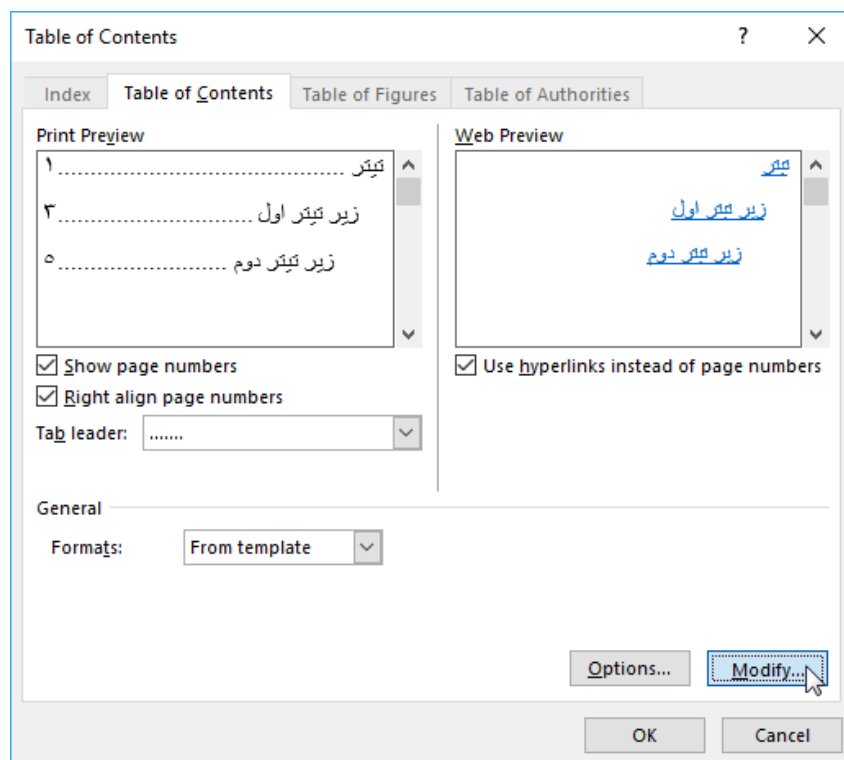 Table of Contents ?
Index Table of Contents Table of Figures Table of Authorities
Print Preview
تیتر ............................................ ۱
زیر تیتر اول ............................. ۳
زیر تیتر دوم ......................... ۵
Show page numbers
Right align page numbers
Tab leader: .......
Web Preview
تیتر
زیر تیتر اول
زیر تیتر دوم
Use hyperlinks instead of page numbers
General
Formats: From template
Options... Modify...
OK Cancel